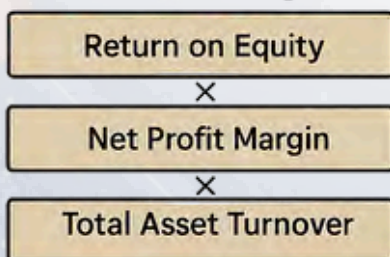 Return on Equity
×
Net Profit Margin
×
Total Asset Turnover